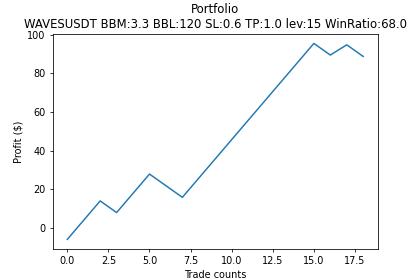 Portfolio
WAVESUSDT BBM:3.3 BBL:120 SL:0.6 TP:1.0 lev:15 WinRatio:68.0
100
80
60
40
20
0
Profit ($)
0.0 2.5 5.0 7.5 10.0 12.5 15.0 17.5
Trade counts